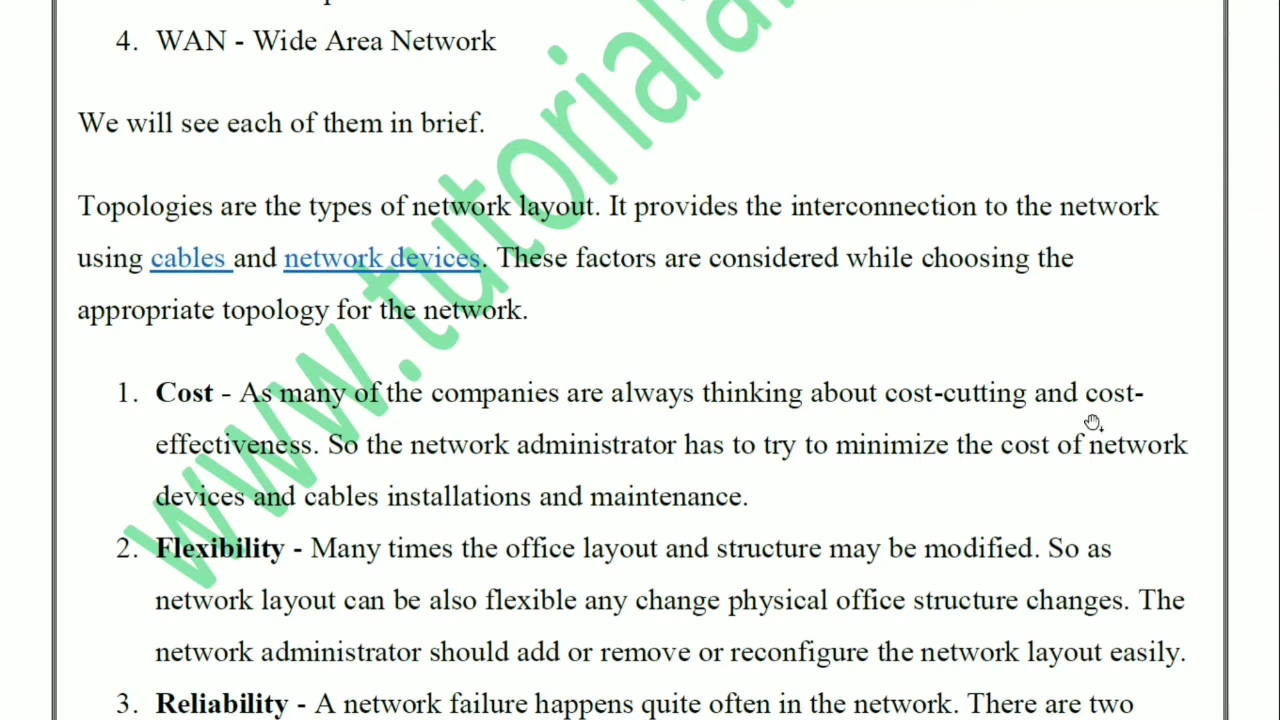 4. WAN - Wide Area Network
We will see each of them in brief.
Topologies are the types of network layout. It provides the interconnection to the network
using cables and network devices. These factors are considered while choosing the
appropriate topology for the network.
1. Cost - As many of the companies are always thinking about cost-cutting and cost-
effectiveness. So the network administrator has to try to minimize the cost of network
devices and cables installations and maintenance.
2. Flexibility - Many times the office layout and structure may be modified. So as
network layout can be also flexible any change physical office structure changes. The
network administrator should add or remove or reconfigure the network layout easily.
3. Reliability - A network failure happens quite often in the network. There are two
www.tutoriala